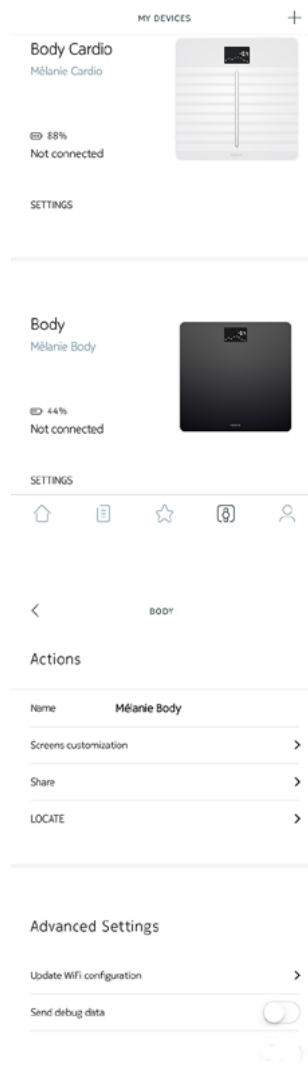 MY DEVICES
Body Cardio
Mélanie Cardio
88%
Not connected
SETTINGS
Body
Mélanie Body
44%
Not connected
SETTINGS
BODY
Actions
Name Mélanie Body
Screens customization
Share
LOCATE
Advanced Settings
Update WiFi configuration
Send debug data